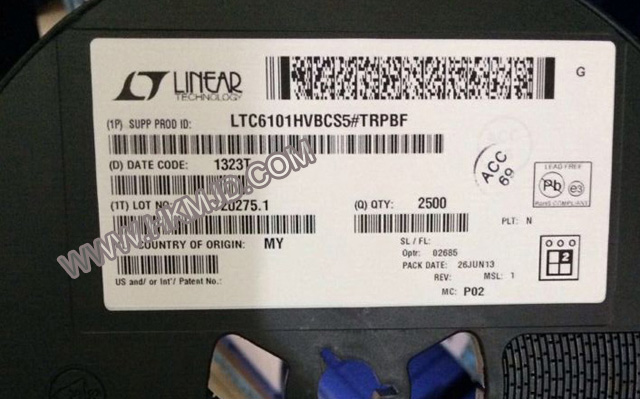 LINEAR
TECHNOLOGY
G
(1P) SUPP PROD ID: LTC6101HVBCS5#TRPBF
(D) DATE CODE: 1323T
(1T) LOT NO: 20275.1
(Q) QTY: 2500
COUNTRY OF ORIGIN: MY
US and/ or Int'/ Patent No.:
ACC
69
LEAD FREE
Pb e3
RoHS COMPLIANT
PLT: N
SL / FL:
Optr: 02685
PACK DATE: 26JUN13
REV: MSL: 1
MC: P02
2
WWW.HKMJD.COM